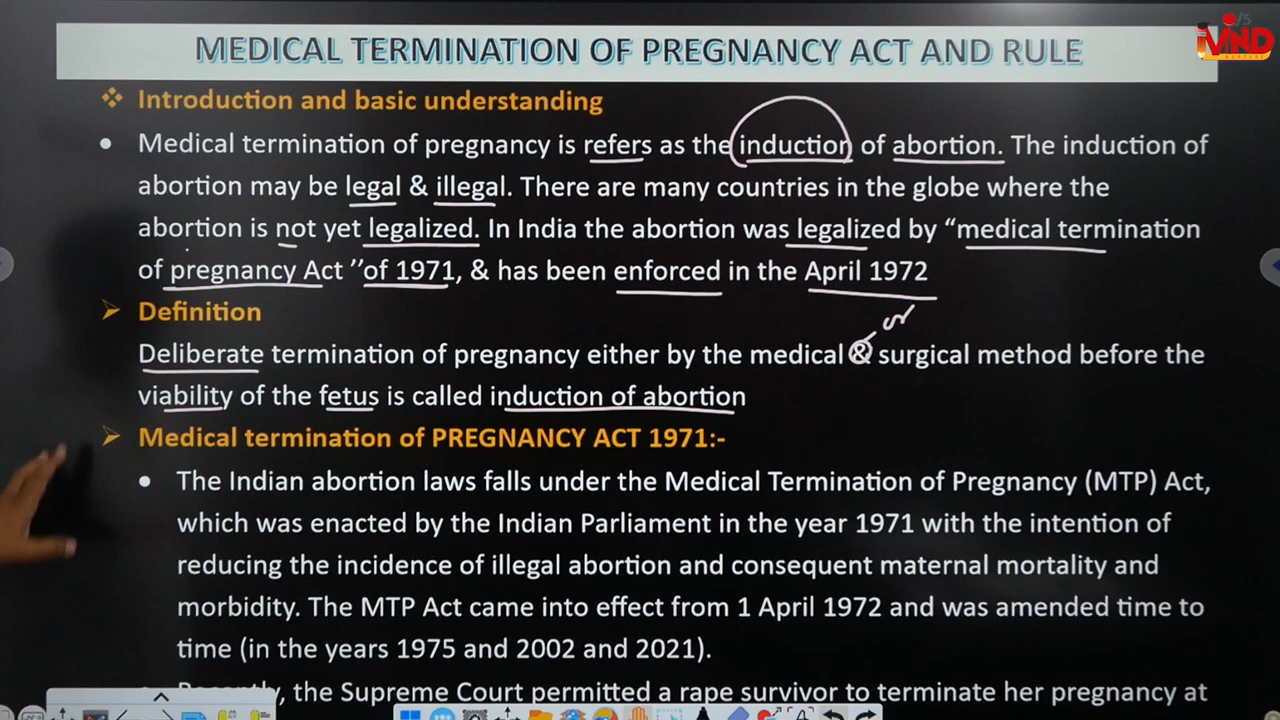 /5
MIND
NURTURE
MEDICAL TERMINATION OF PREGNANCY ACT AND RULE
❖ Introduction and basic understanding
• Medical termination of pregnancy is refers as the induction of abortion. The induction of
abortion may be legal & illegal. There are many countries in the globe where the
abortion is not yet legalized. In India the abortion was legalized by “medical termination
of pregnancy Act ’’of 1971, & has been enforced in the April 1972
➢ Definition
or
Deliberate termination of pregnancy either by the medical & surgical method before the
viability of the fetus is called induction of abortion
➢ Medical termination of PREGNANCY ACT 1971:-
• The Indian abortion laws falls under the Medical Termination of Pregnancy (MTP) Act,
which was enacted by the Indian Parliament in the year 1971 with the intention of
reducing the incidence of illegal abortion and consequent maternal mortality and
morbidity. The MTP Act came into effect from 1 April 1972 and was amended time to
time (in the years 1975 and 2002 and 2021).
• Recently, the Supreme Court permitted a rape survivor to terminate her pregnancy at